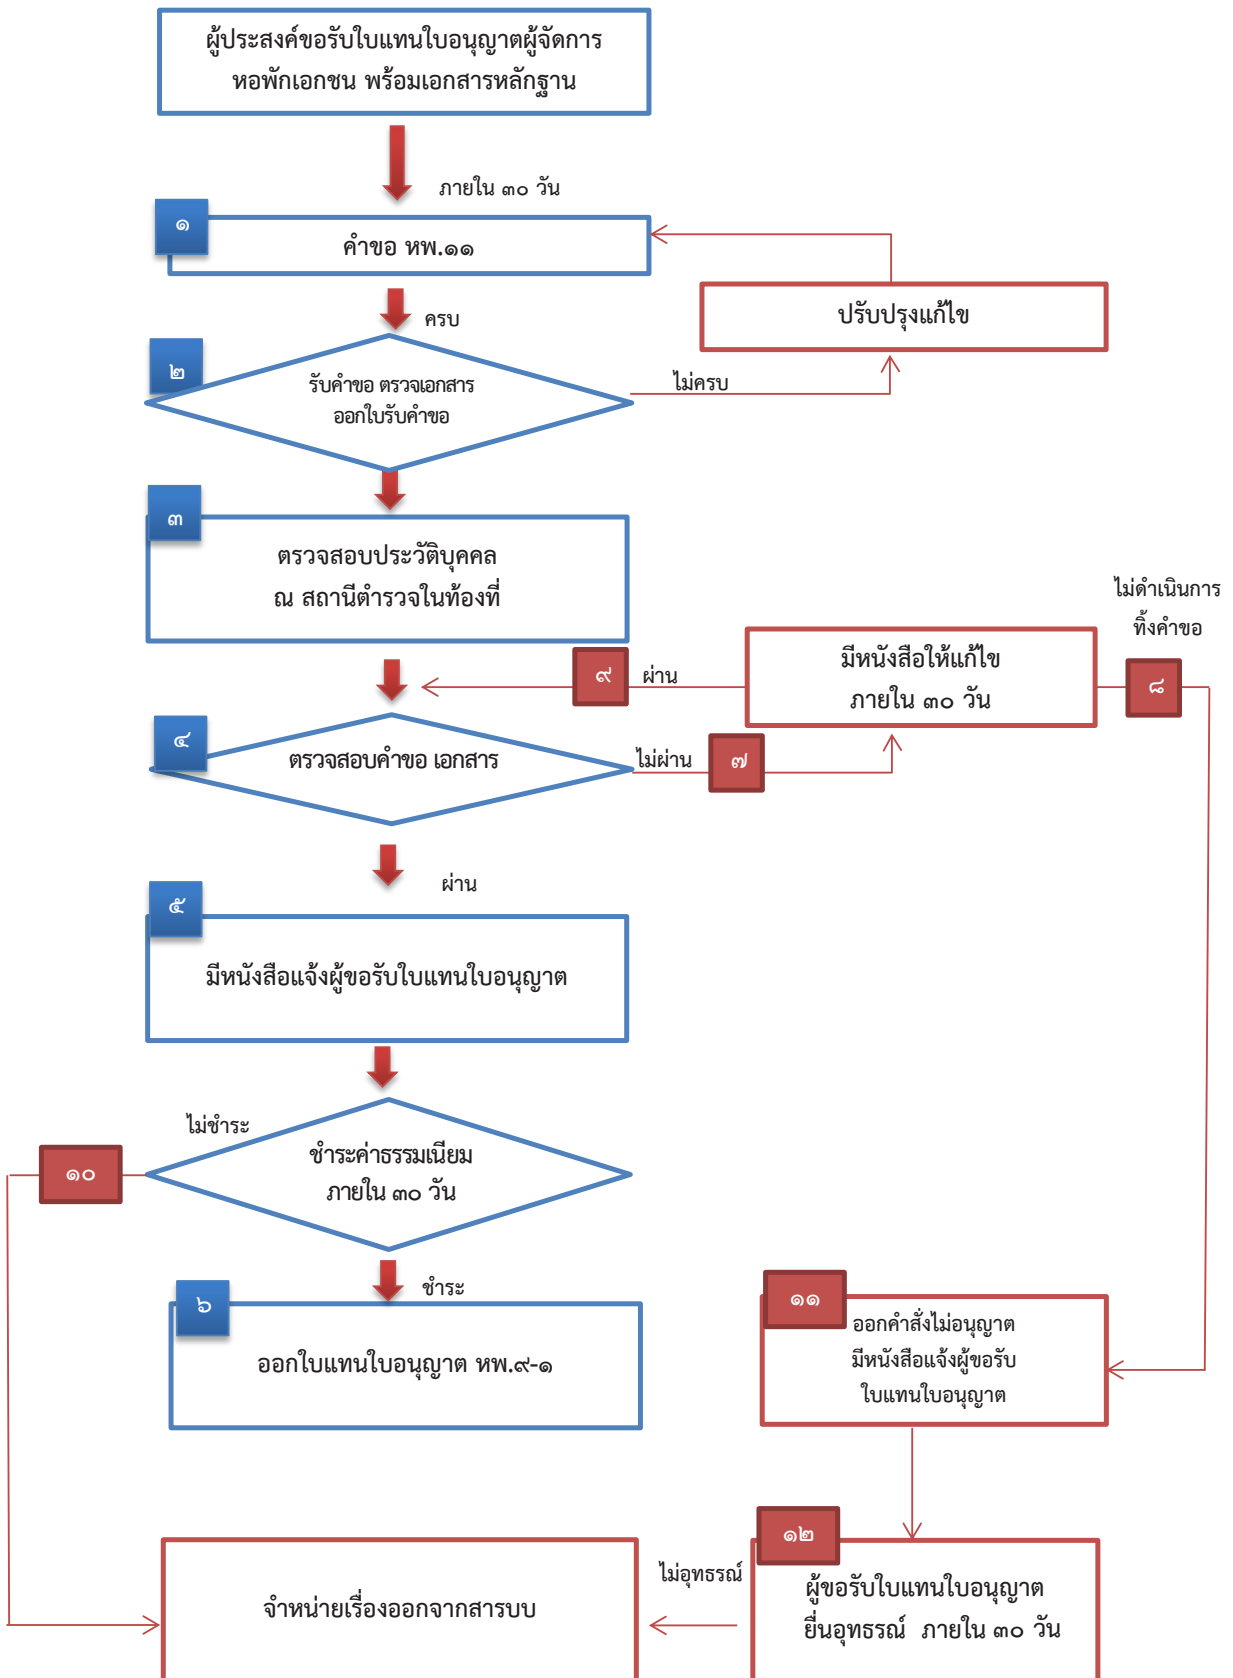 ผู้ประสงค์ขอรับใบแทนใบอนุญาตผู้จัดการ
หอพักเอกชน พร้อมเอกสารหลักฐาน
ภายใน ๓๐ วัน
๑
คำขอ หพ.๑๑
ปรับปรุงแก้ไข
ครบ
๒
รับคำขอ ตรวจเอกสาร
ออกใบรับคำขอ
ไม่ครบ
๓
ตรวจสอบประวัติบุคคล
ณ สถานีตำรวจในท้องที่
ไม่ดำเนินการ
ทิ้งคำขอ
๙
ผ่าน
มีหนังสือให้แก้ไข
ภายใน ๓๐ วัน
๘
๔
ตรวจสอบคำขอ เอกสาร
ไม่ผ่าน
๗
ผ่าน
๕
มีหนังสือแจ้งผู้ขอรับใบแทนใบอนุญาต
ไม่ชำระ
๑๐
ชำระค่าธรรมเนียม
ภายใน ๓๐ วัน
ชำระ
๖
ออกใบแทนใบอนุญาต หพ.๙-๑
๑๑
ออกคำสั่งไม่อนุญาต
มีหนังสือแจ้งผู้ขอรับ
ใบแทนใบอนุญาต
๑๒
ผู้ขอรับใบแทนใบอนุญาต
ยื่นอุทธรณ์ ภายใน ๓๐ วัน
ไม่อุทธรณ์
จำหน่ายเรื่องออกจากสารบบ